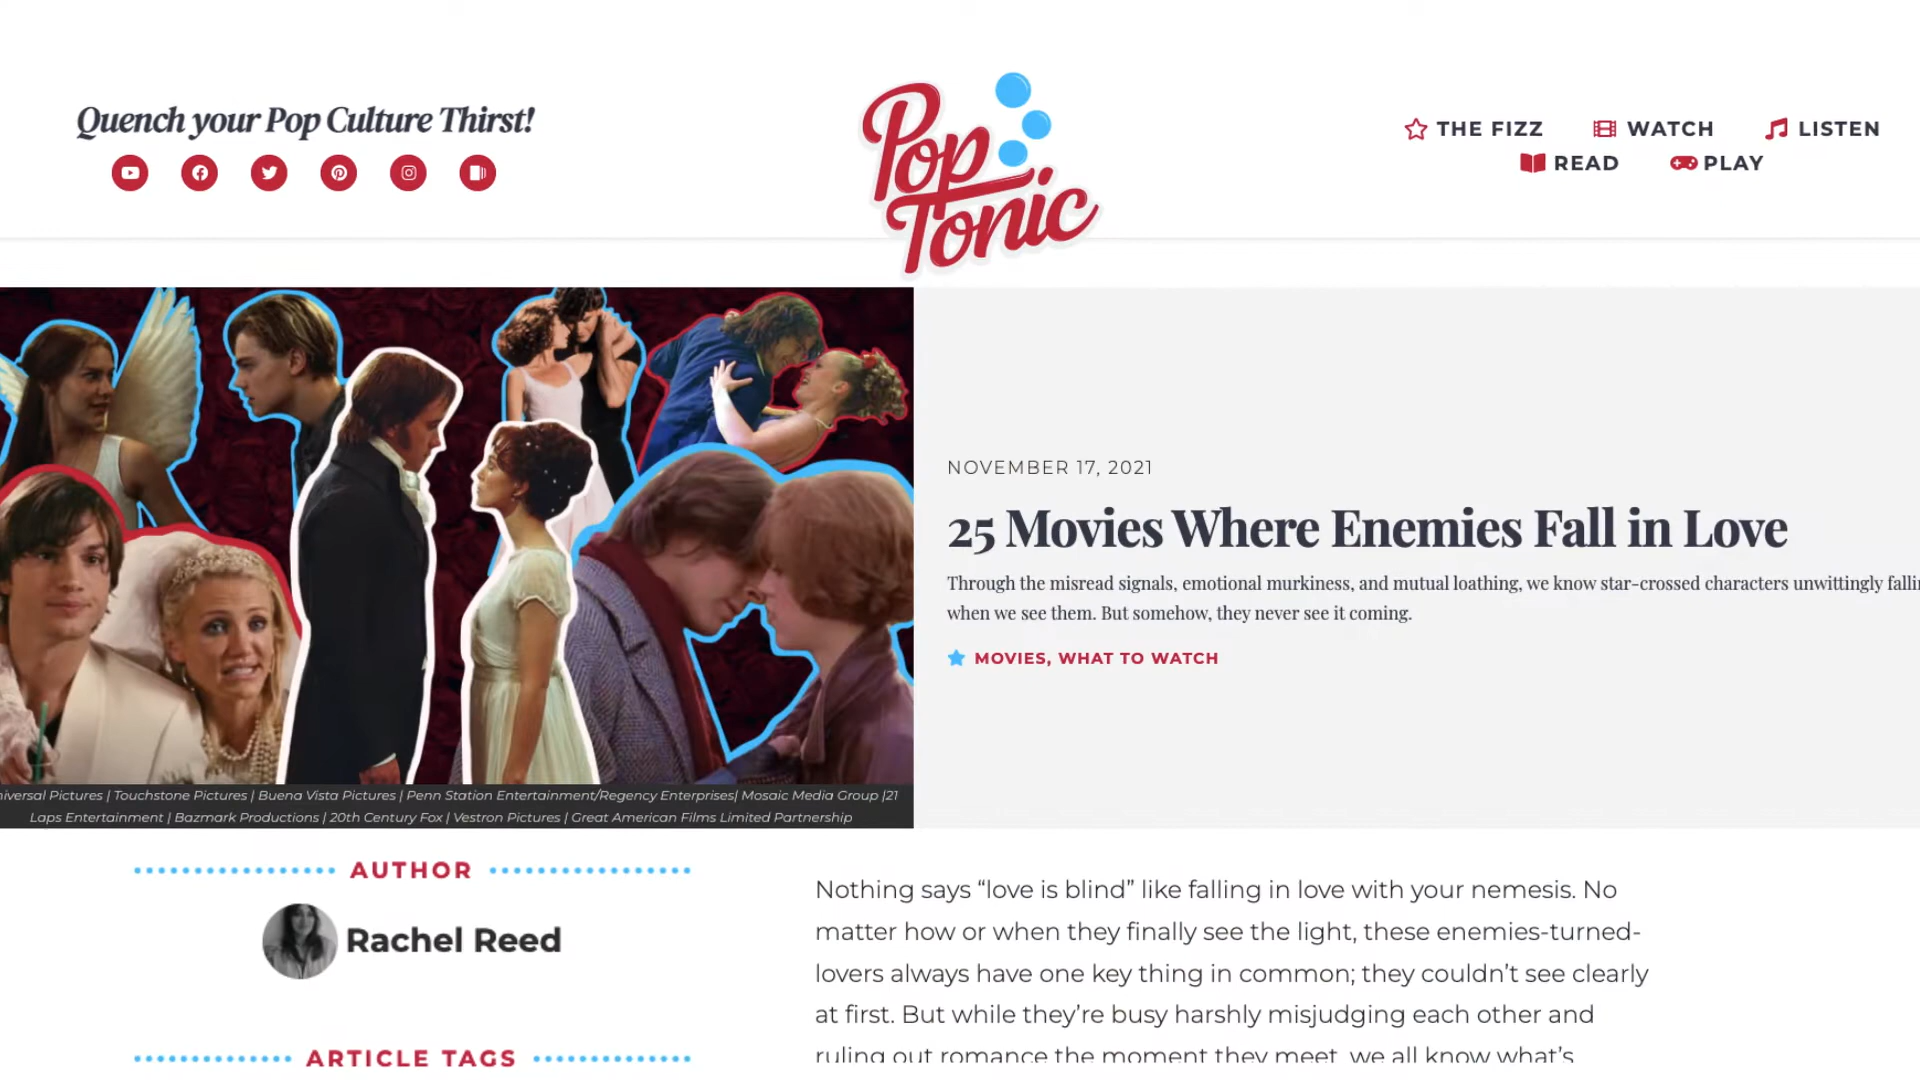 Quench your Pop Culture Thirst!
Pop
Tonic
THE FIZZ
WATCH
LISTEN
READ
PLAY
NOVEMBER 17, 2021
25 Movies Where Enemies Fall in Love
Through the misread signals, emotional murkiness, and mutual loathing, we know star-crossed characters unwittingly
when we see them. But somehow, they never see it coming.
MOVIES, WHAT TO WATCH
Pictures | Touchstone Pictures | Buena Vista Pictures | Penn Station Entertainment/Regency Enterprises| Mosaic Media Group |21
Laps Entertainment | Bazmark Productions | 20th Century Fox | Vestron Pictures | Great American Films Limited Partnership
AUTHOR
Rachel Reed
ARTICLE TAGS
Nothing says “love is blind” like falling in love with your nemesis. No
matter how or when they finally see the light, these enemies-turned-
lovers always have one key thing in common; they couldn’t see clearly
at first. But while they’re busy harshly misjudging each other and
ruling out romance the moment they meet, we all know what’s